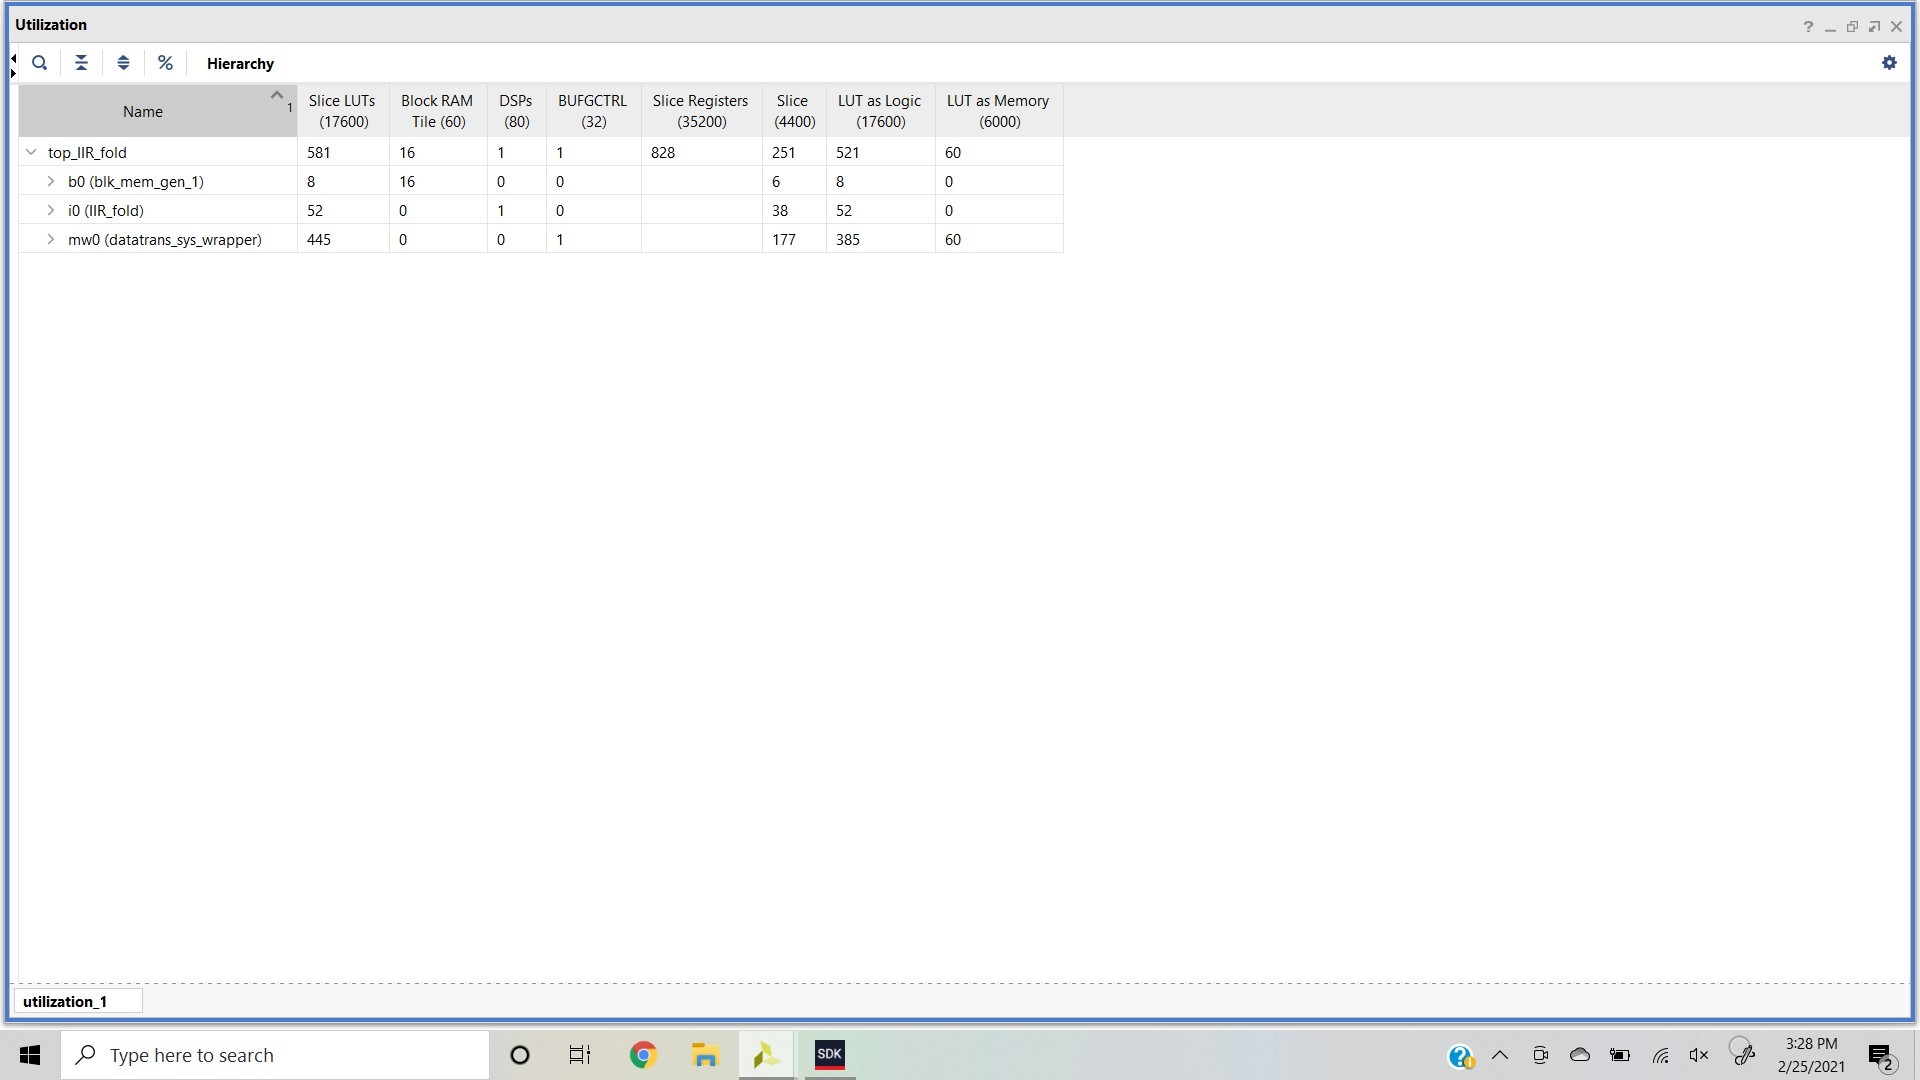 Utilization
Hierarchy
Name 1 Slice LUTs (17600) Block RAM Tile (60) DSPs (80) BUFGCTRL (32) Slice Registers (35200) Slice (4400) LUT as Logic (17600) LUT as Memory (6000)
top_IIR_fold 581 16 1 1 828 251 521 60
b0 (blk_mem_gen_1) 8 16 0 0 6 8 0
i0 (IIR_fold) 52 0 1 0 38 52 0
mw0 (datatrans_sys_wrapper) 445 0 0 1 177 385 60
utilization_1
Type here to search
SDK
3:28 PM
2/25/2021
2